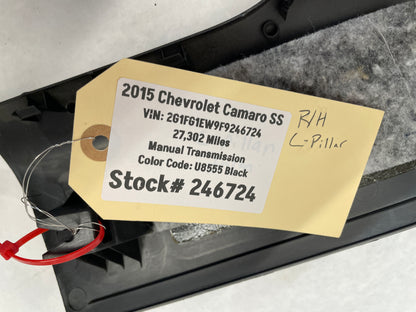 2015 Chevrolet Camaro SS
VIN: 2G1FG1EW9F9246724
27,302 Miles
Manual Transmission
Color Code: U8555 Black
Stock# 246724
R/H
C-Pillar